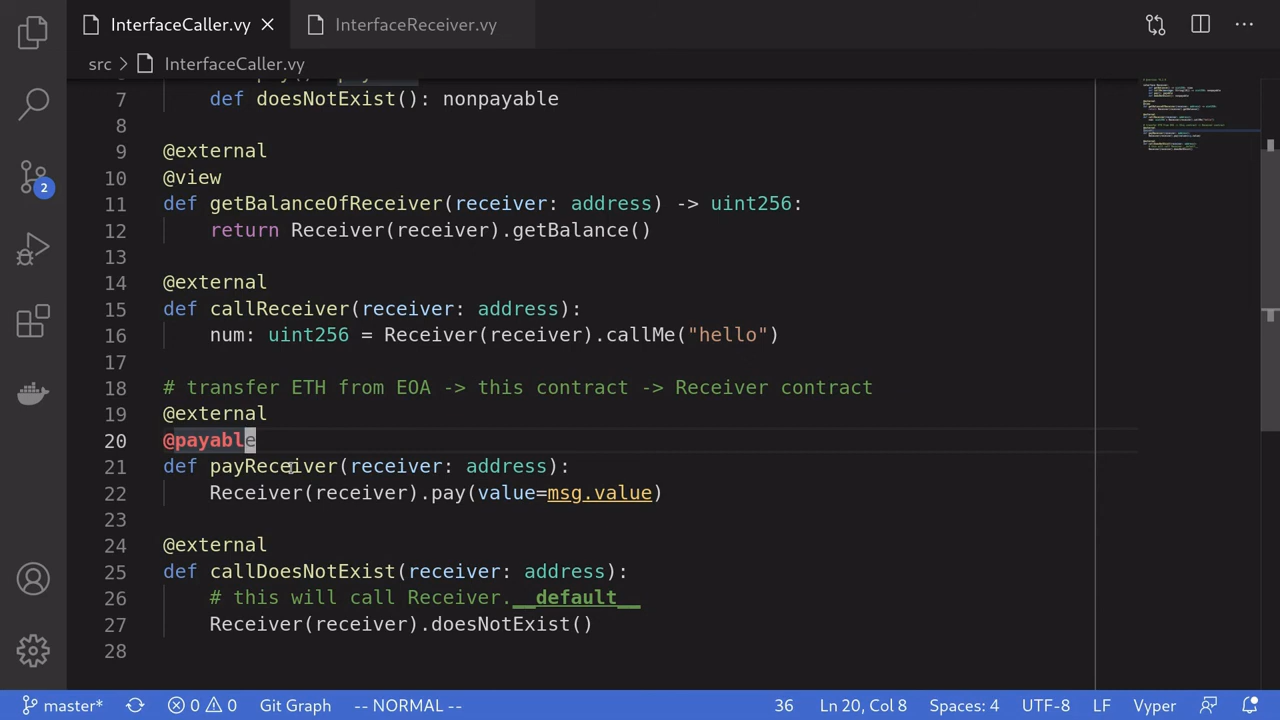 InterfaceCaller.vy InterfaceReceiver.vy
src > InterfaceCaller.vy
7 def doesNotExist(): nonpayable
8
9 @external
10 @view
11 def getBalanceOfReceiver(receiver: address) -> uint256:
12 return Receiver(receiver).getBalance()
13
14 @external
15 def callReceiver(receiver: address):
16 num: uint256 = Receiver(receiver).callMe("hello")
17
18 # transfer ETH from EOA -> this contract -> Receiver contract
19 @external
20 @payable
21 def payReceiver(receiver: address):
22 Receiver(receiver).pay(value=msg.value)
23
24 @external
25 def callDoesNotExist(receiver: address):
26 # this will call Receiver.__default__
27 Receiver(receiver).doesNotExist()
28
2
master* 0 0 Git Graph -- NORMAL -- 36 Ln 20, Col 8 Spaces: 4 UTF-8 LF Vyper